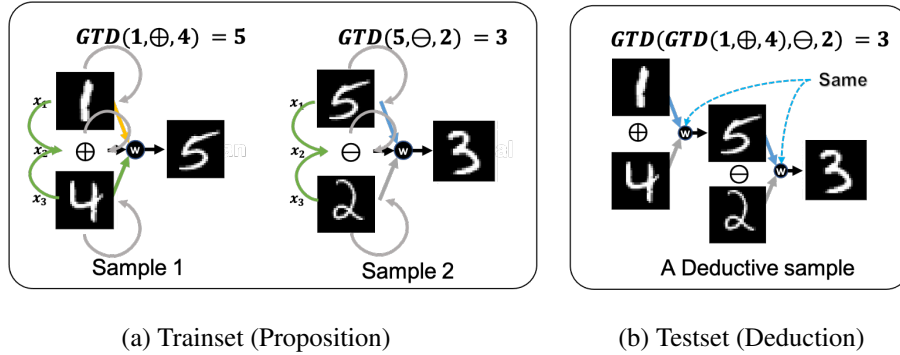 GTD(1,⊕,4) = 5
x₁
1
x₂
⊕
w
5
x₃
4
Sample 1
GTD(5,⊖,2) = 3
x₁
5
x₂
⊖
w
3
x₃
2
Sample 2
(a) Trainset (Proposition)
GTD(GTD(1,⊕,4),⊖,2) = 3
Same
1
⊕
w
5
4
⊖
w
3
2
A Deductive sample
(b) Testset (Deduction)